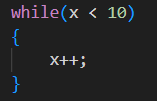 while(x < 10)
{
    x++;
}